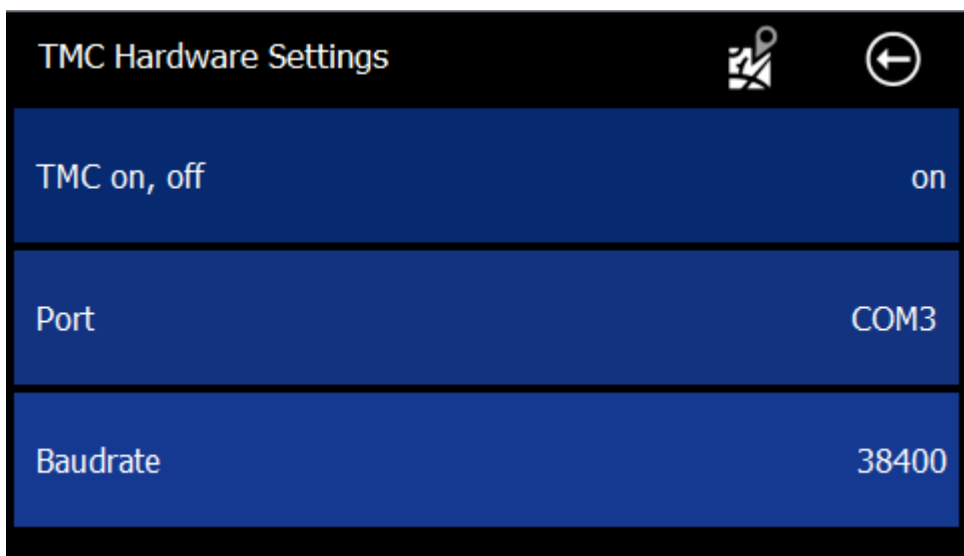 TMC Hardware Settings
TMC on, off on
Port COM3
Baudrate 38400